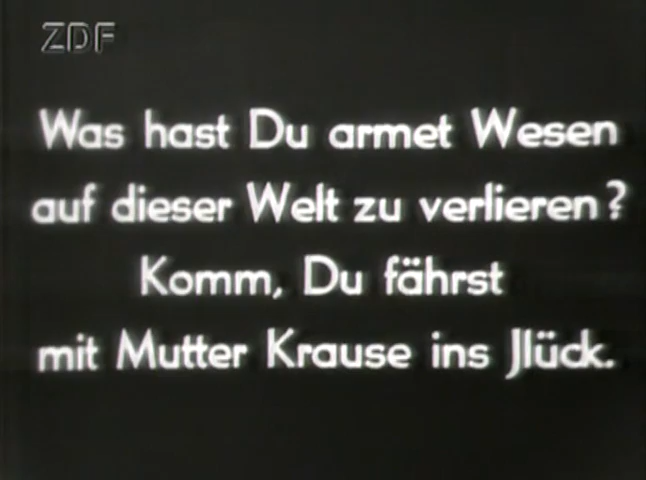 ZDF
Was hast Du armet Wesen
auf dieser Welt zu verlieren?
Komm, Du fährst
mit Mutter Krause ins Jlück.